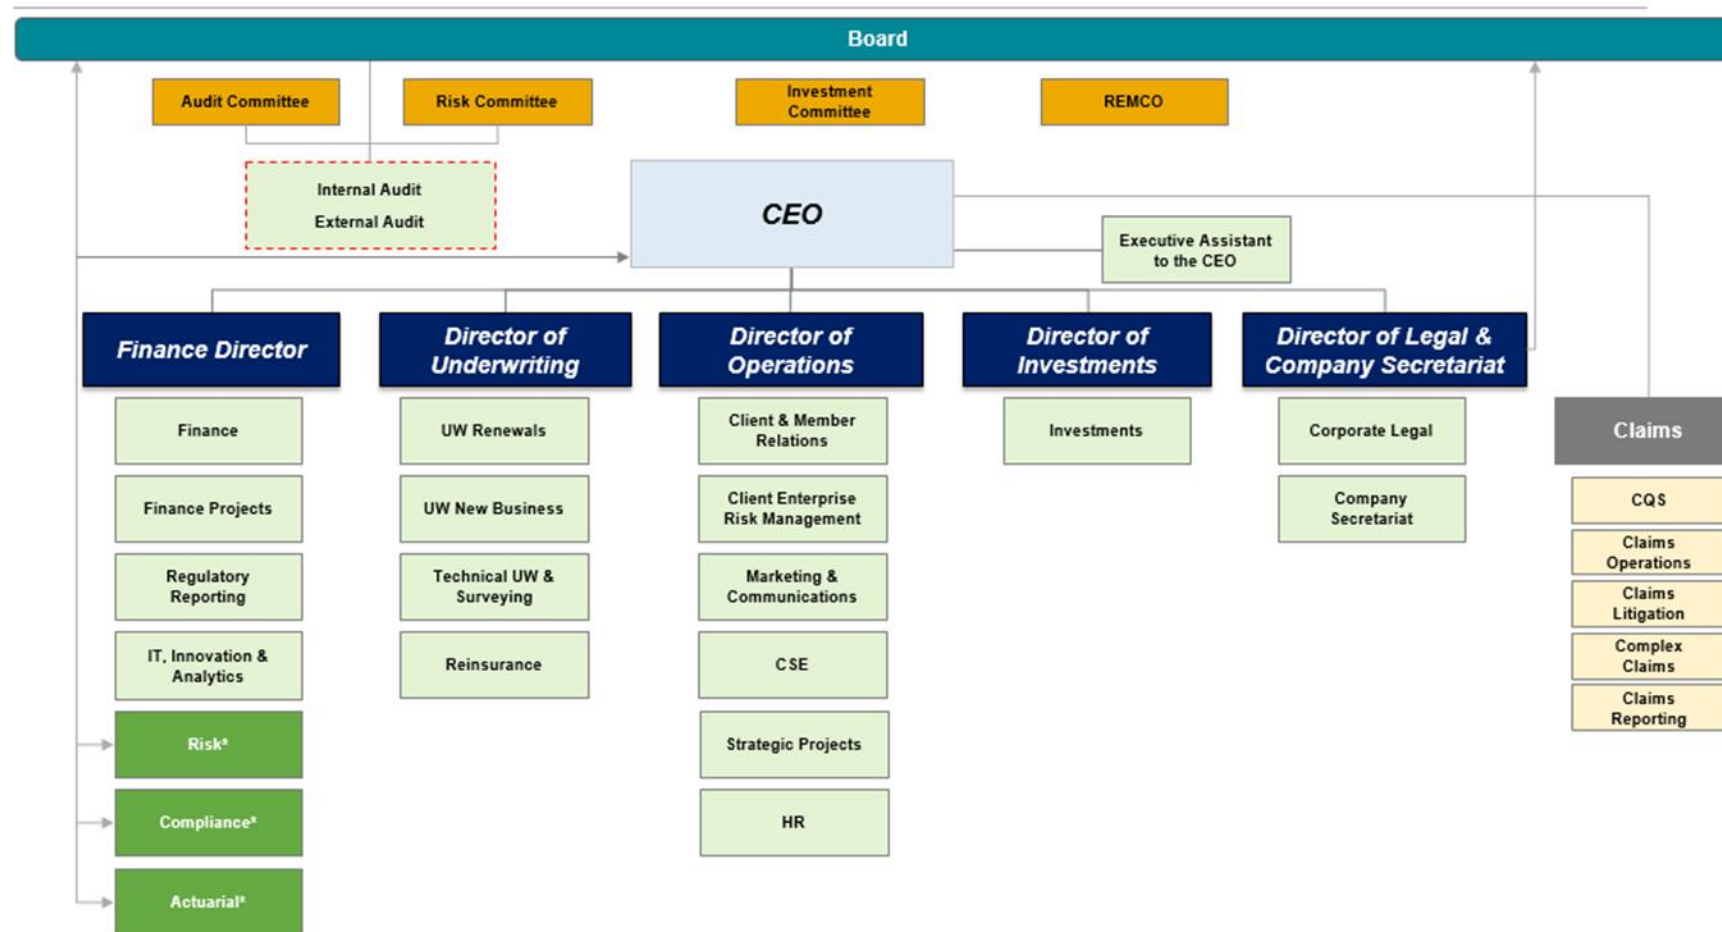 Board
Audit Committee
Risk Committee
Investment
Committee
REMCO
Internal Audit
External Audit
CEO
Executive Assistant
to the CEO
Finance Director
Director of
Underwriting
Director of
Operations
Director of
Investments
Director of Legal &
Company Secretariat
Finance
Finance Projects
Regulatory
Reporting
IT, Innovation &
Analytics
Risk*
Compliance*
Actuarial*
UW Renewals
UW New Business
Technical UW &
Surveying
Reinsurance
Client & Member
Relations
Client Enterprise
Risk Management
Marketing &
Communications
CSE
Strategic Projects
HR
Investments
Corporate Legal
Company
Secretariat
Claims
CQS
Claims
Operations
Claims
Litigation
Complex
Claims
Claims
Reporting